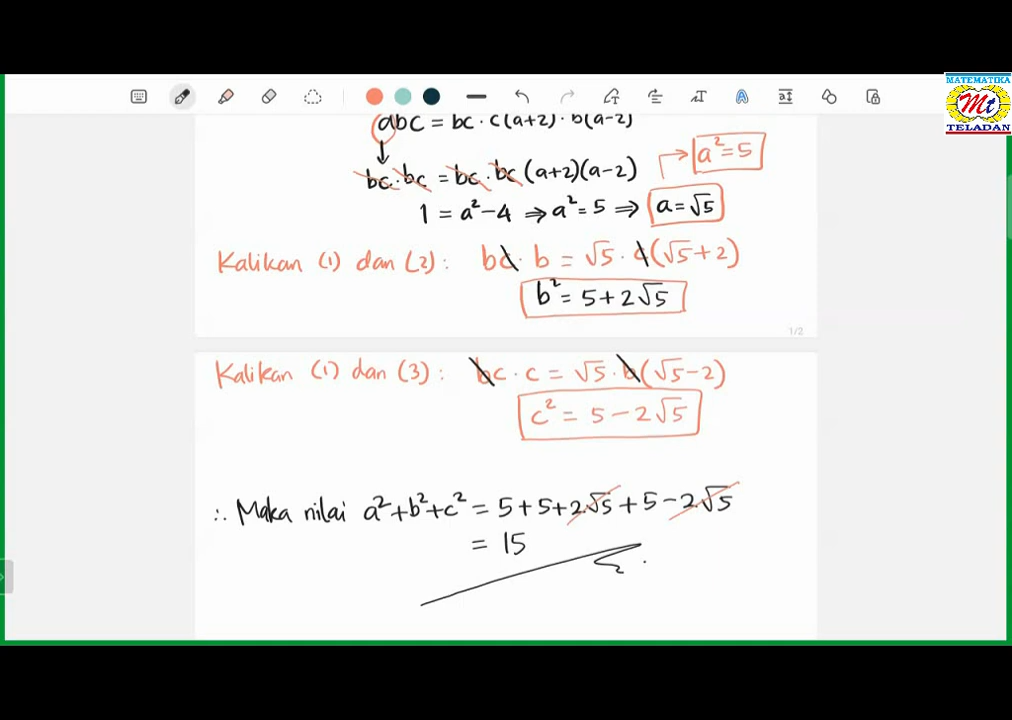 MATEMATIKA
Mt
TELADAN
abc = bc · c(a+2) · b(a-2)
bc · bc = bc · bc (a+2)(a-2)
a² = 5
1 = a² - 4 ⇒ a² = 5 ⇒ a = √5
Kalikan (1) dan (2) : bc · b = √5 · c(√5 + 2)
b² = 5 + 2√5
1/2
Kalikan (1) dan (3) : bc · c = √5 · b(√5 - 2)
c² = 5 - 2√5
∴ Maka nilai a² + b² + c² = 5 + 5 + 2√5 + 5 - 2√5
= 15